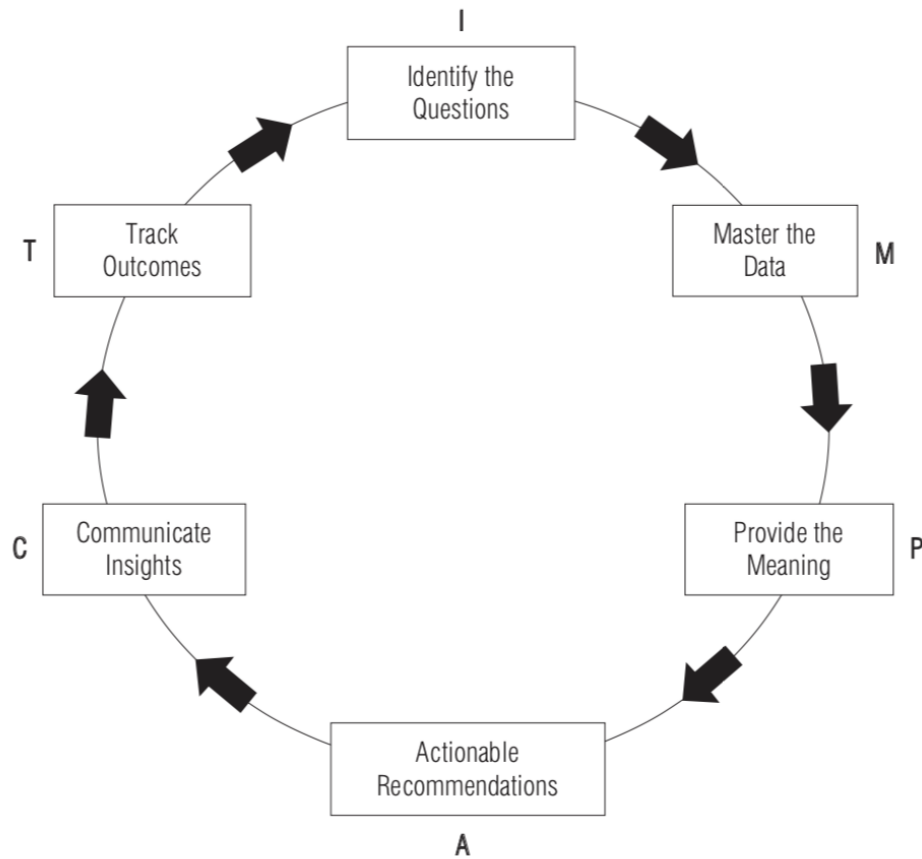 I
Identify the
Questions
Master the
Data
M
Provide the
Meaning
P
Actionable
Recommendations
A
Communicate
Insights
C
Track
Outcomes
T